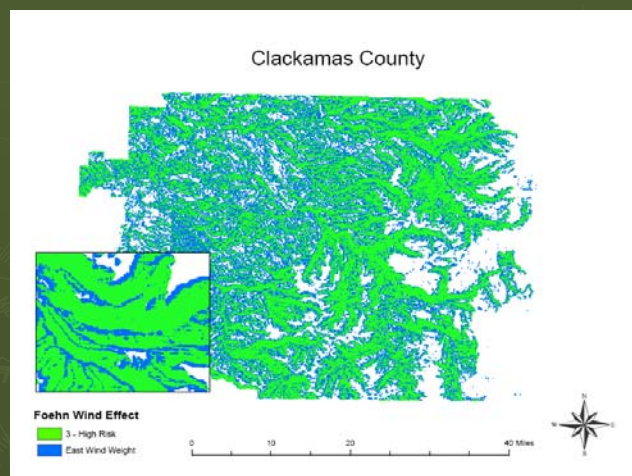 Clackamas County
Foehn Wind Effect
3 - High Risk
East Wind Weight
0 10 20 40 Miles
N
W E
S